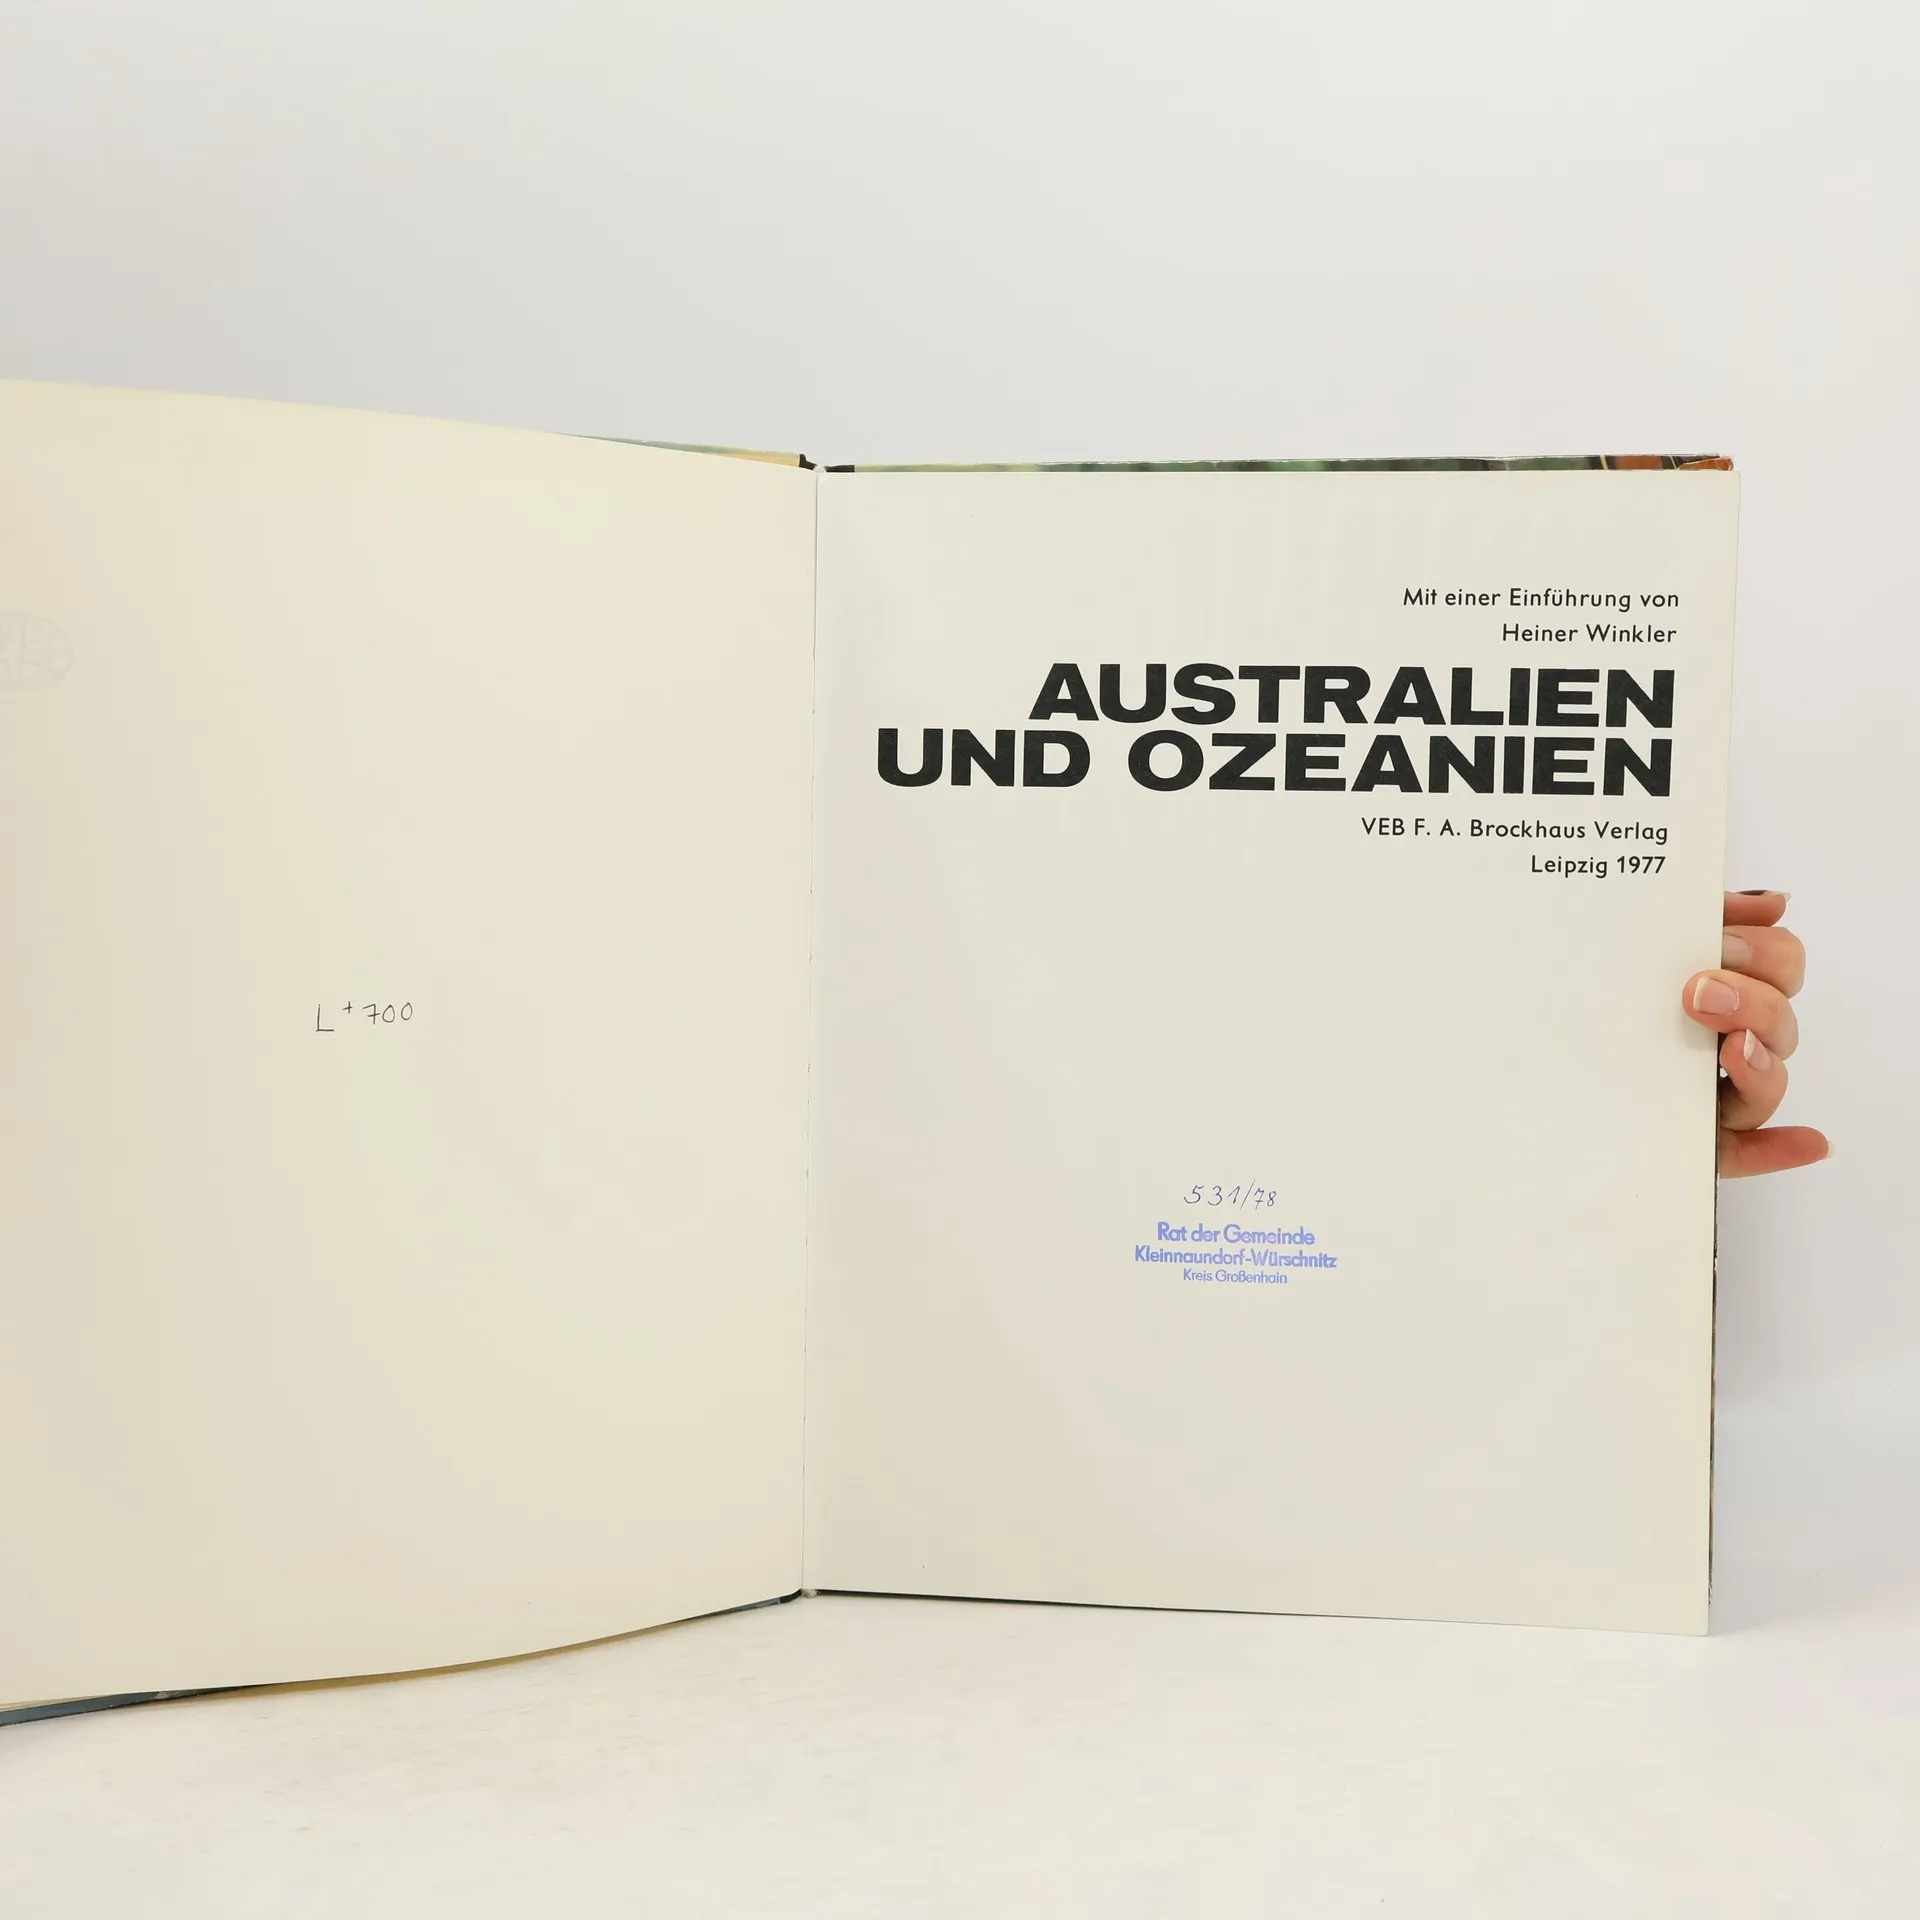 L + 700
Mit einer Einführung von
Heiner Winkler
AUSTRALIEN
UND OZEANIEN
VEB F. A. Brockhaus Verlag
Leipzig 1977
531/78
Rat der Gemeinde
Kleinnaundorf-Würschnitz
Kreis Großenhain